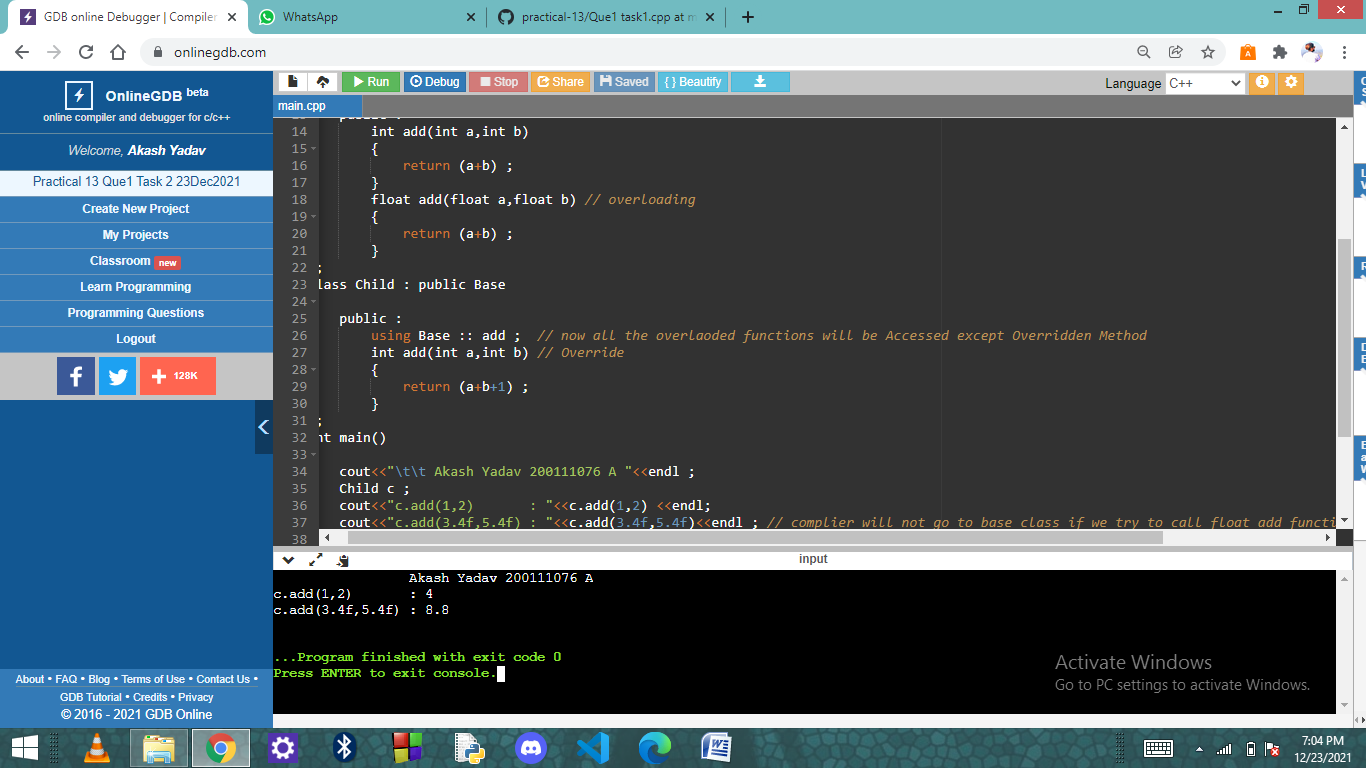 GDB online Debugger | Compiler
WhatsApp
practical-13/Que1 task1.cpp at m
onlinegdb.com
OnlineGDB beta
online compiler and debugger for c/c++
Welcome, Akash Yadav
Practical 13 Que1 Task 2 23Dec2021
Create New Project
My Projects
Classroom new
Learn Programming
Programming Questions
Logout
128K
About • FAQ • Blog • Terms of Use • Contact Us •
GDB Tutorial • Credits • Privacy
© 2016 - 2021 GDB Online
Run Debug Stop Share Saved { } Beautify
Language C++
main.cpp
13 public :
14 int add(int a,int b)
15 {
16 return (a+b) ;
17 }
18 float add(float a,float b) // overloading
19 {
20 return (a+b) ;
21 }
22 ;
23 lass Child : public Base
24
25 public :
26 using Base :: add ; // now all the overlaoded functions will be Accessed except Overridden Method
27 int add(int a,int b) // Override
28 {
29 return (a+b+1) ;
30 }
31 ;
32 nt main()
33
34 cout<<"\t\t Akash Yadav 200111076 A "<<endl ;
35 Child c ;
36 cout<<"c.add(1,2)       : "<<c.add(1,2) <<endl;
37 cout<<"c.add(3.4f,5.4f) : "<<c.add(3.4f,5.4f)<<endl ; // complier will not go to base class if we try to call float add functi
38
input
Akash Yadav 200111076 A
c.add(1,2)       : 4
c.add(3.4f,5.4f) : 8.8
...Program finished with exit code 0
Press ENTER to exit console.
Activate Windows
Go to PC settings to activate Windows.
7:04 PM
12/23/2021